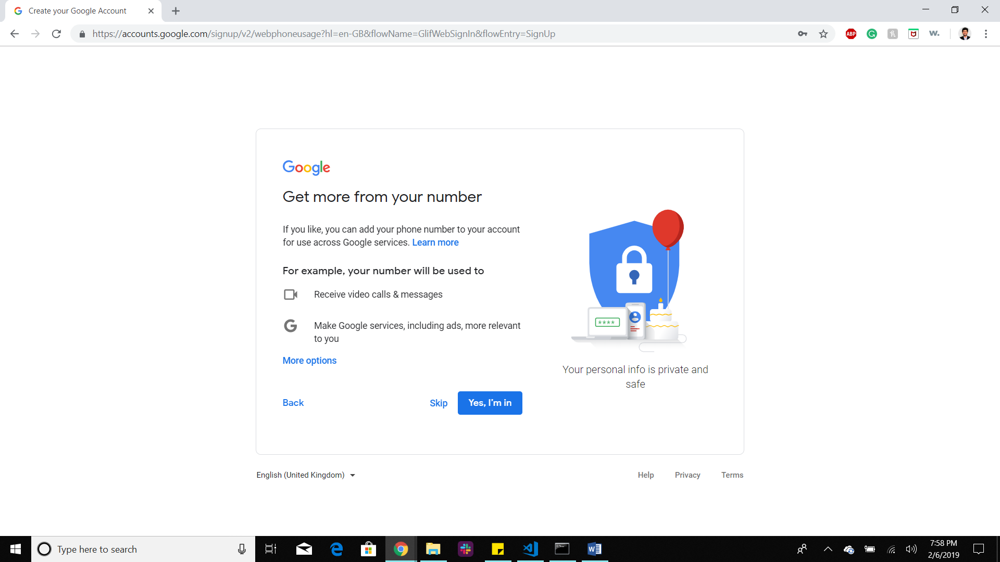 Create your Google Account
https://accounts.google.com/signup/v2/webphoneusage?hl=en-GB&flowName=GlifWebSignIn&flowEntry=SignUp
ABP
w.
Google
Get more from your number
If you like, you can add your phone number to your account
for use across Google services. Learn more
For example, your number will be used to
Receive video calls & messages
G
Make Google services, including ads, more relevant
to you
More options
Back
Skip
Yes, I'm in
****
Your personal info is private and
safe
English (United Kingdom)
Help
Privacy
Terms
Type here to search
7:58 PM
2/6/2019